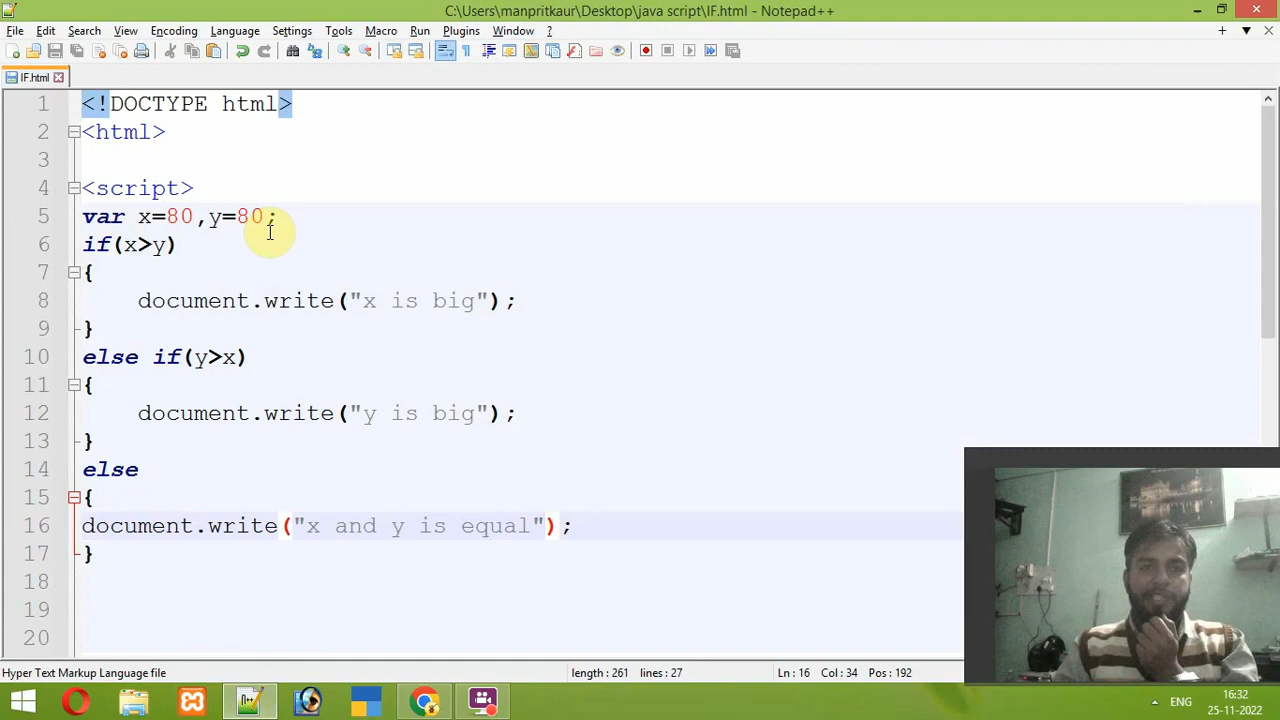 C:\Users\manpritkaur\Desktop\java script\IF.html - Notepad++
File Edit Search View Encoding Language Settings Tools Macro Run Plugins Window ?
IF.html
1 <!DOCTYPE html>
2 <html>
3
4 <script>
5 var x=80,y=80;
6 if(x>y)
7 {
8 document.write("x is big");
9 }
10 else if(y>x)
11 {
12 document.write("y is big");
13 }
14 else
15 {
16 document.write("x and y is equal");
17 }
18
19
20
Hyper Text Markup Language file length : 261 lines : 27 Ln : 16 Col : 34 Pos : 192
ENG 16:32
25-11-2022